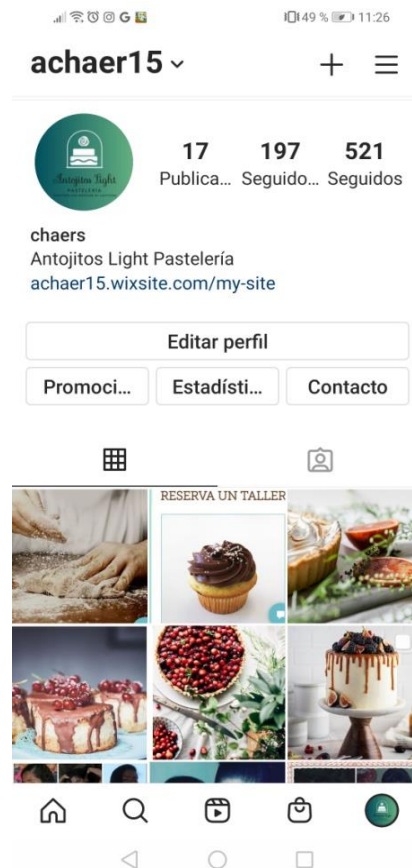 49 % 11:26
achaer15
17 197 521
Publica... Seguido... Seguidos
Antojitos Light
PASTELERÍA
chaers
Antojitos Light Pastelería
achaer15.wixsite.com/my-site
Editar perfil
Promoci... Estadísti... Contacto
RESERVA UN TALLER